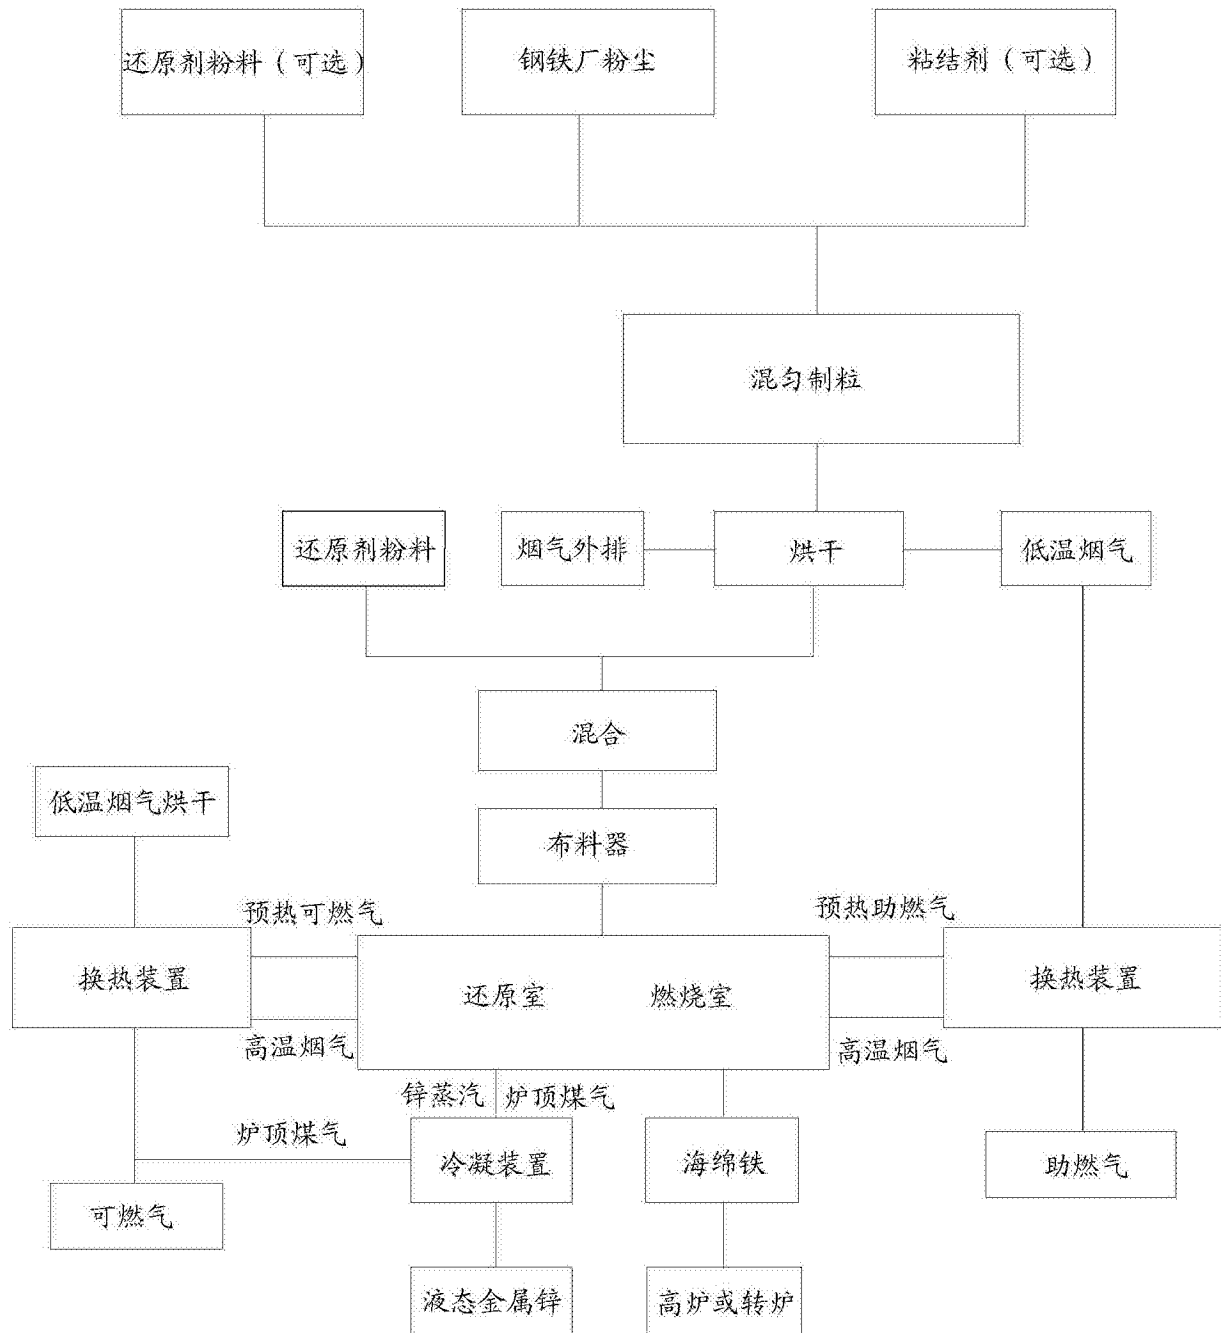 还原剂粉料（可选）
钢铁厂粉尘
粘结剂（可选）
混匀制粒
还原剂粉料
烟气外排
烘干
低温烟气
混合
低温烟气烘干
布料器
预热可燃气
预热助燃气
换热装置
还原室
燃烧室
换热装置
高温烟气
高温烟气
锌蒸汽
炉顶煤气
炉顶煤气
冷凝装置
海绵铁
助燃气
可燃气
液态金属锌
高炉或转炉